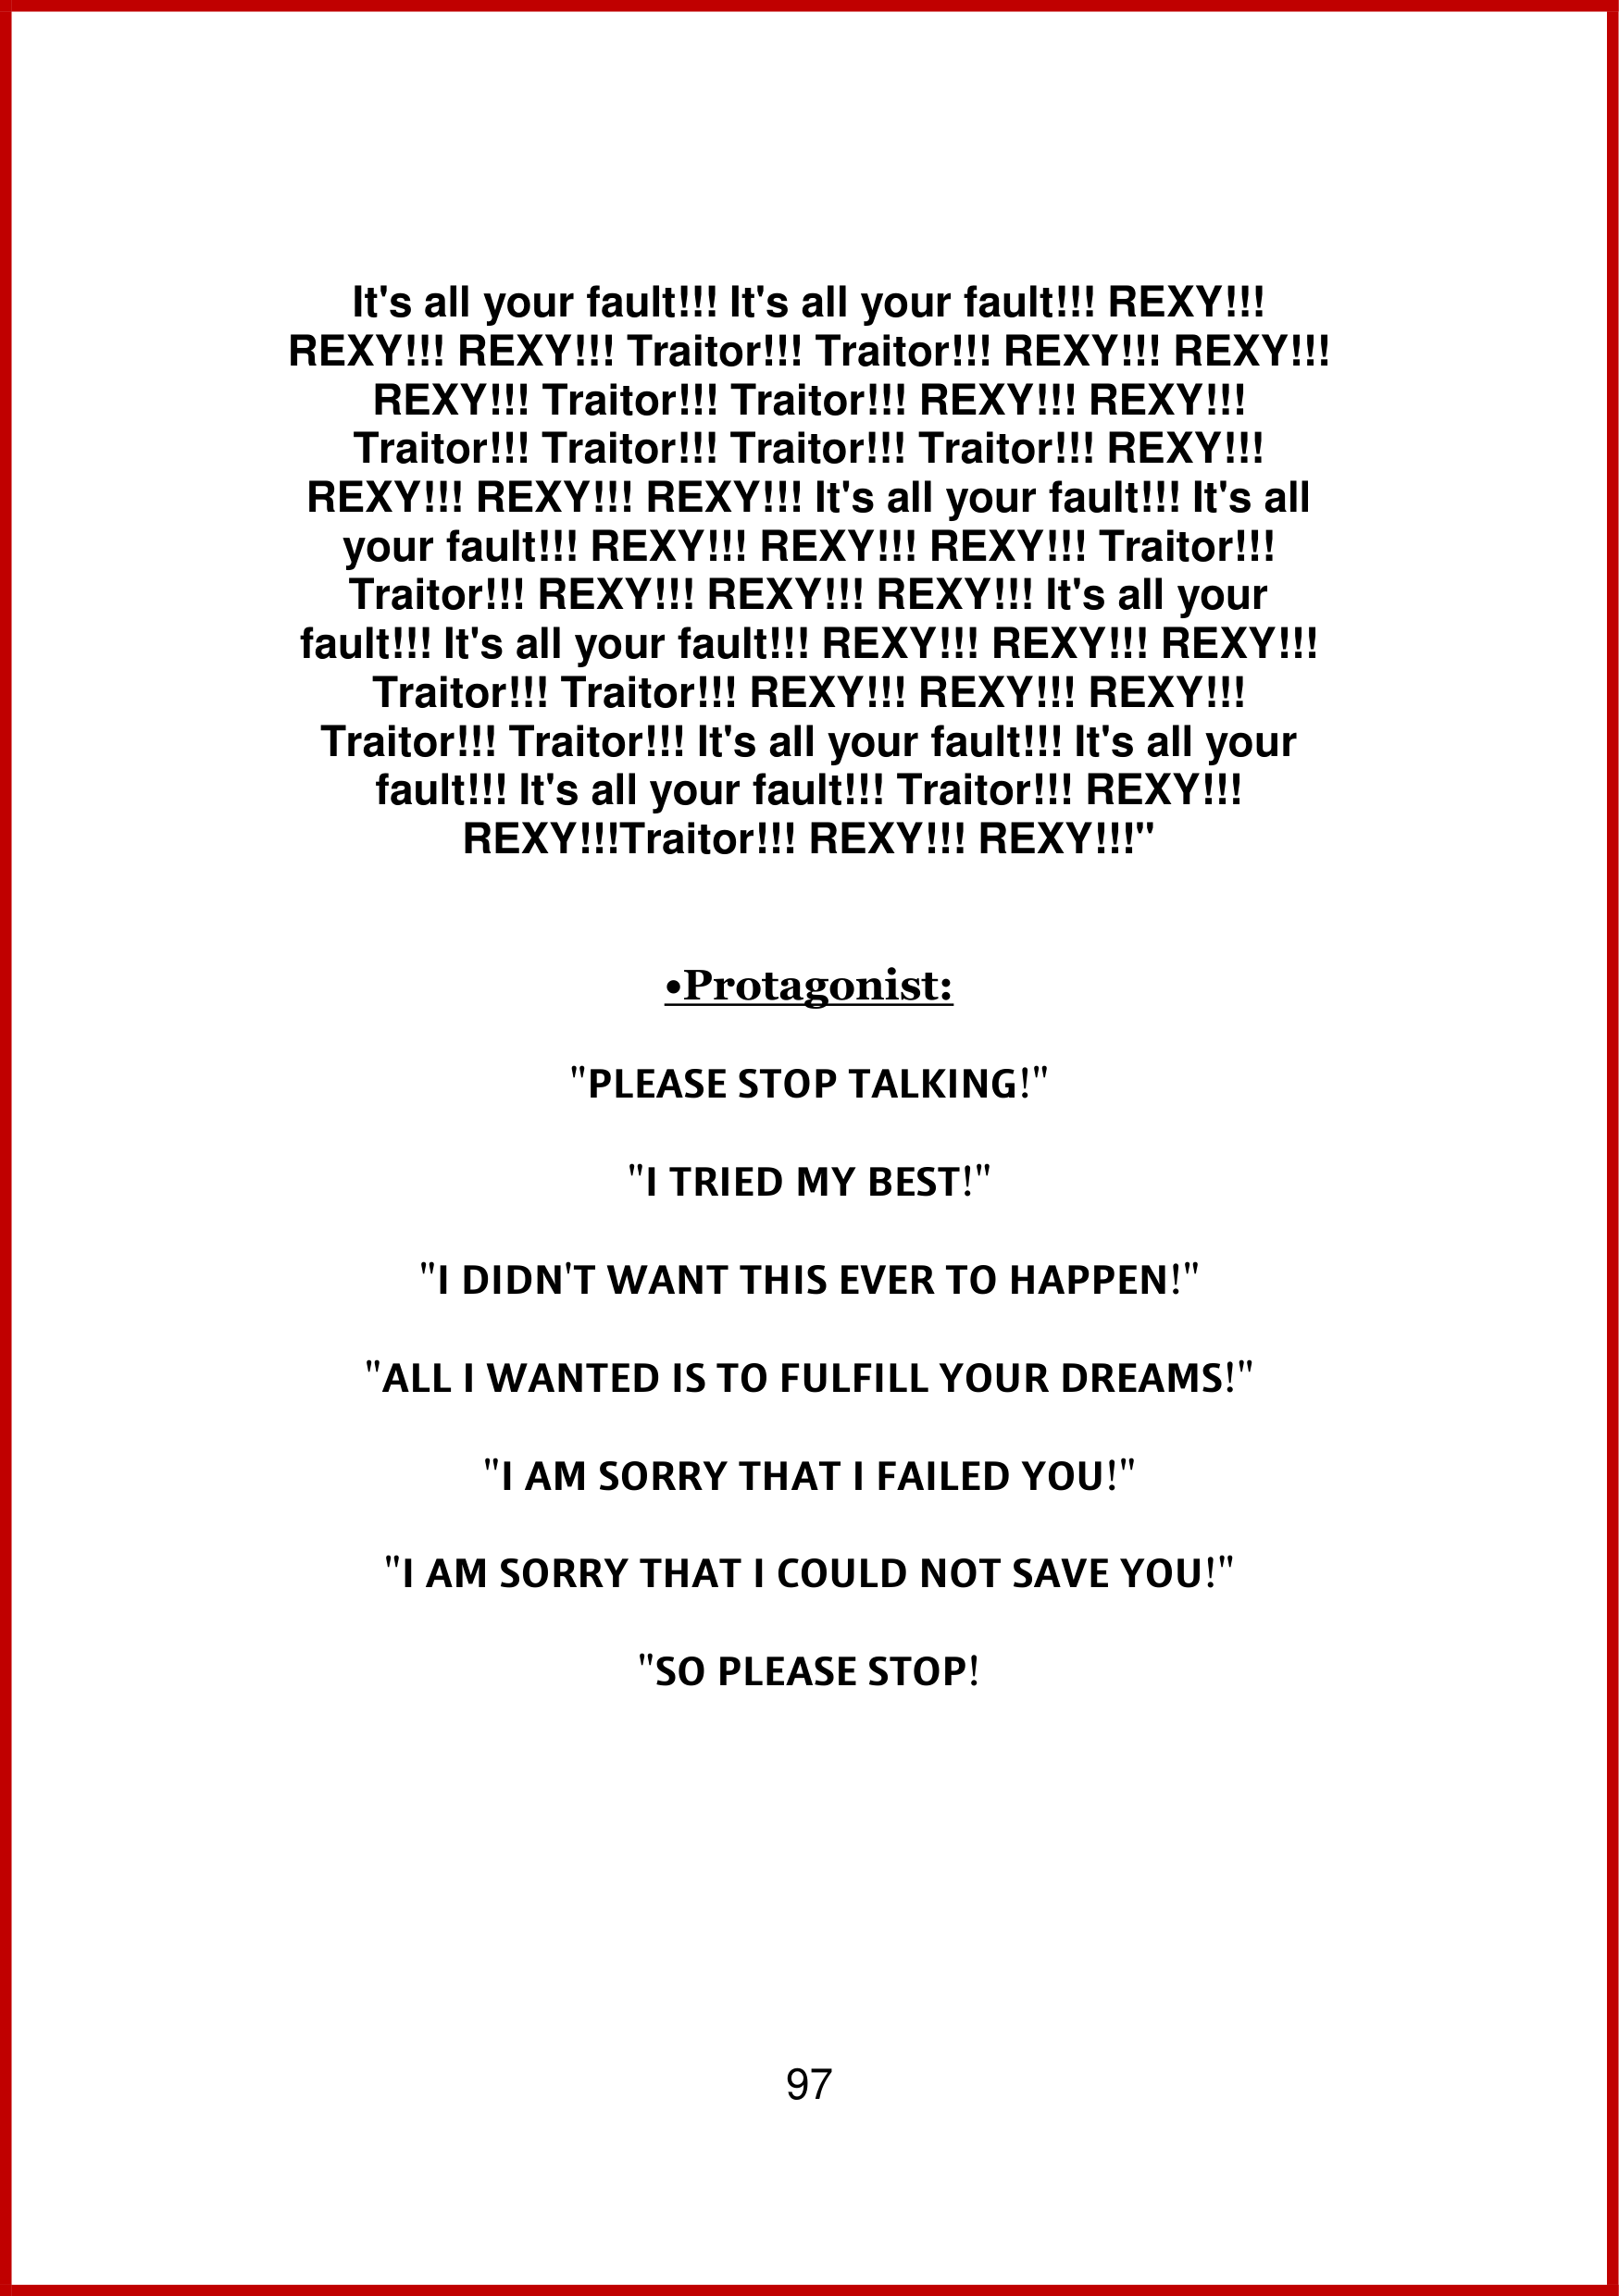 It's all your fault!!! It's all your fault!!! REXY!!!
REXY!!! REXY!!! Traitor!!! Traitor!!! REXY!!! REXY!!!
REXY!!! Traitor!!! Traitor!!! REXY!!! REXY!!!
Traitor!!! Traitor!!! Traitor!!! Traitor!!! REXY!!!
REXY!!! REXY!!! REXY!!! It's all your fault!!! It's all
your fault!!! REXY!!! REXY!!! REXY!!! Traitor!!!
Traitor!!! REXY!!! REXY!!! REXY!!! It's all your
fault!!! It's all your fault!!! REXY!!! REXY!!! REXY!!!
Traitor!!! Traitor!!! REXY!!! REXY!!! REXY!!!
Traitor!!! Traitor!!! It's all your fault!!! It's all your
fault!!! It's all your fault!!! Traitor!!! REXY!!!
REXY!!!Traitor!!! REXY!!! REXY!!!"
•Protagonist:
"PLEASE STOP TALKING!"
"I TRIED MY BEST!"
"I DIDN'T WANT THIS EVER TO HAPPEN!"
"ALL I WANTED IS TO FULFILL YOUR DREAMS!"
"I AM SORRY THAT I FAILED YOU!"
"I AM SORRY THAT I COULD NOT SAVE YOU!"
"SO PLEASE STOP!
97